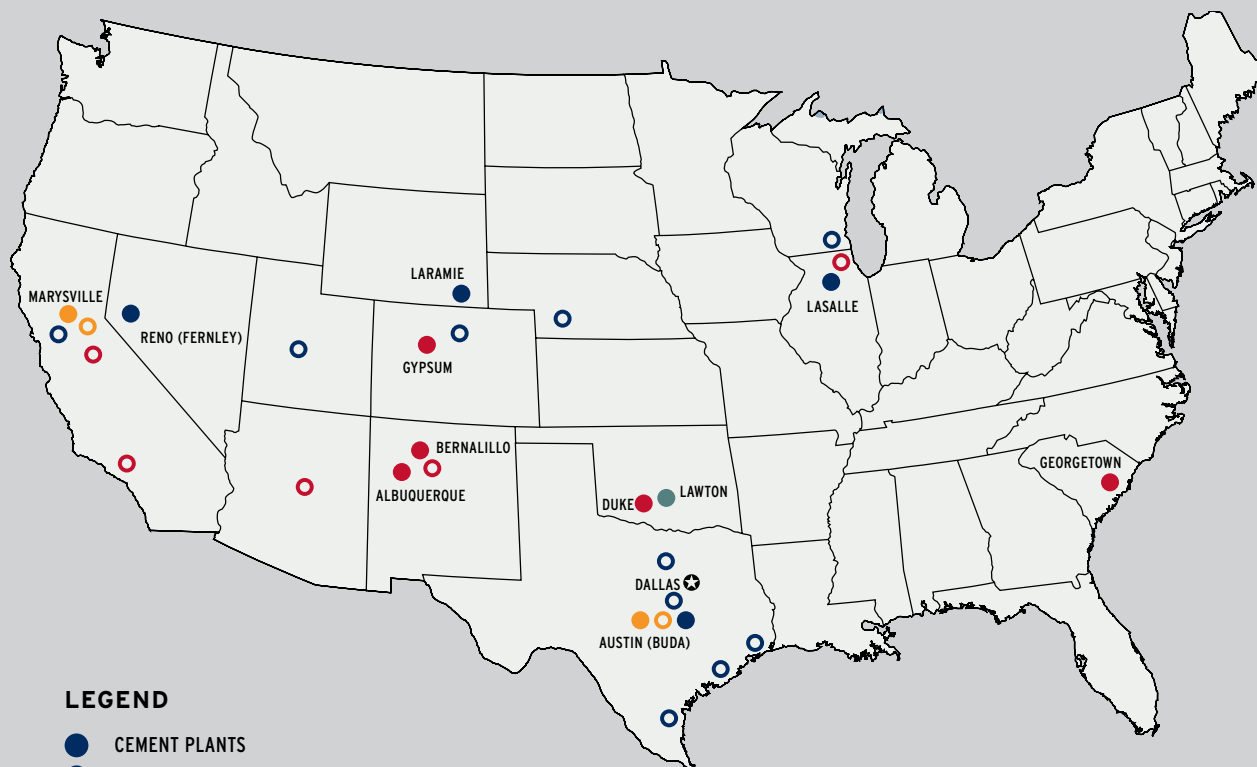 LARAMIE
MARYSVILLE
RENO (FERNLEY)
LASALLE
GYPSUM
BERNALILLO
ALBUQUERQUE
GEORGETOWN
DUKE
LAWTON
DALLAS
AUSTIN (BUDA)
LEGEND
CEMENT PLANTS